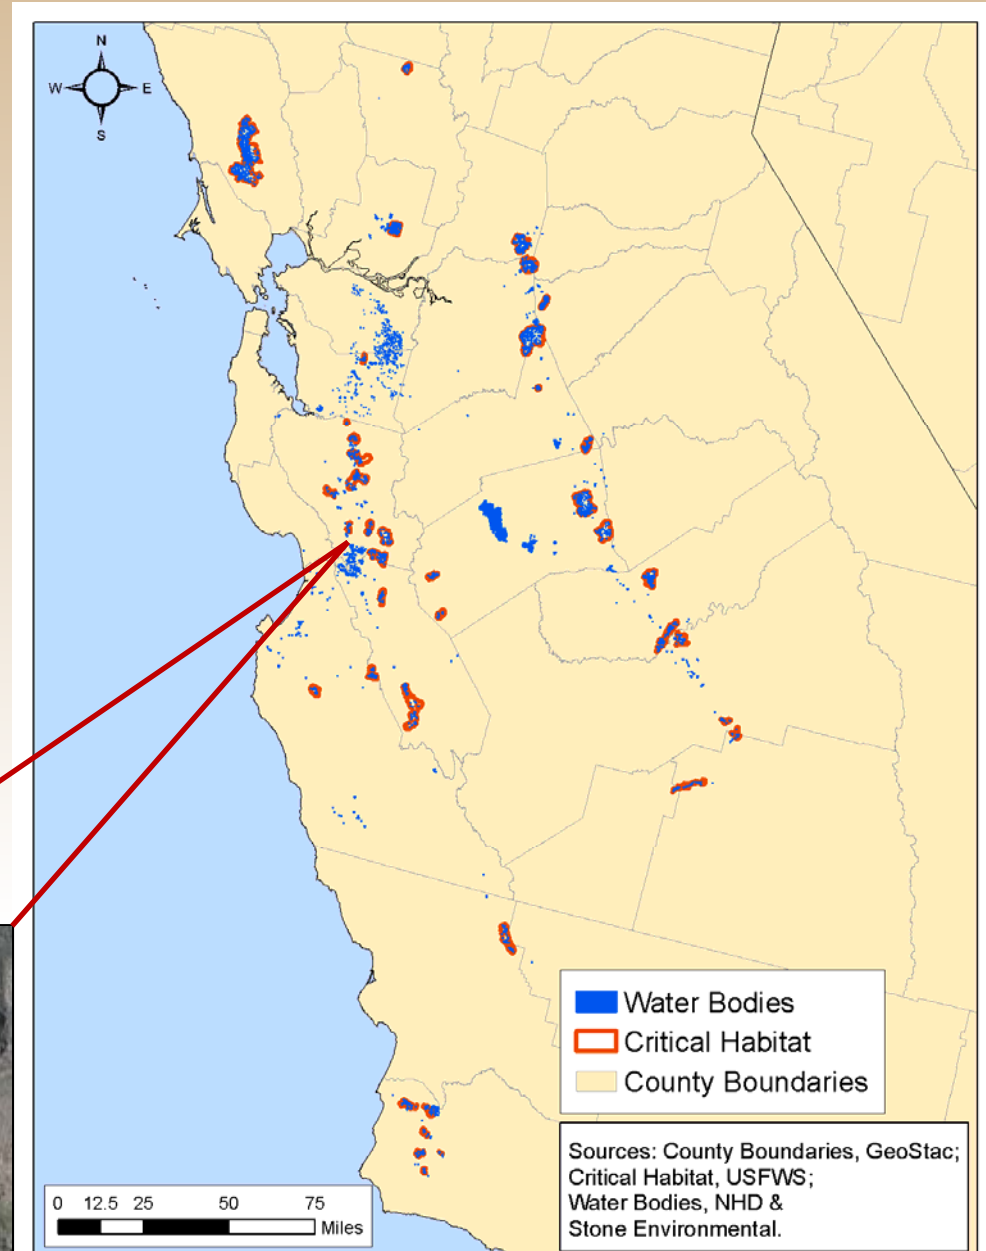 N
W E
S
Water Bodies
Critical Habitat
County Boundaries
Sources: County Boundaries, GeoStac;
Critical Habitat, USFWS;
Water Bodies, NHD &
Stone Environmental.
0 12.5 25 50 75
Miles